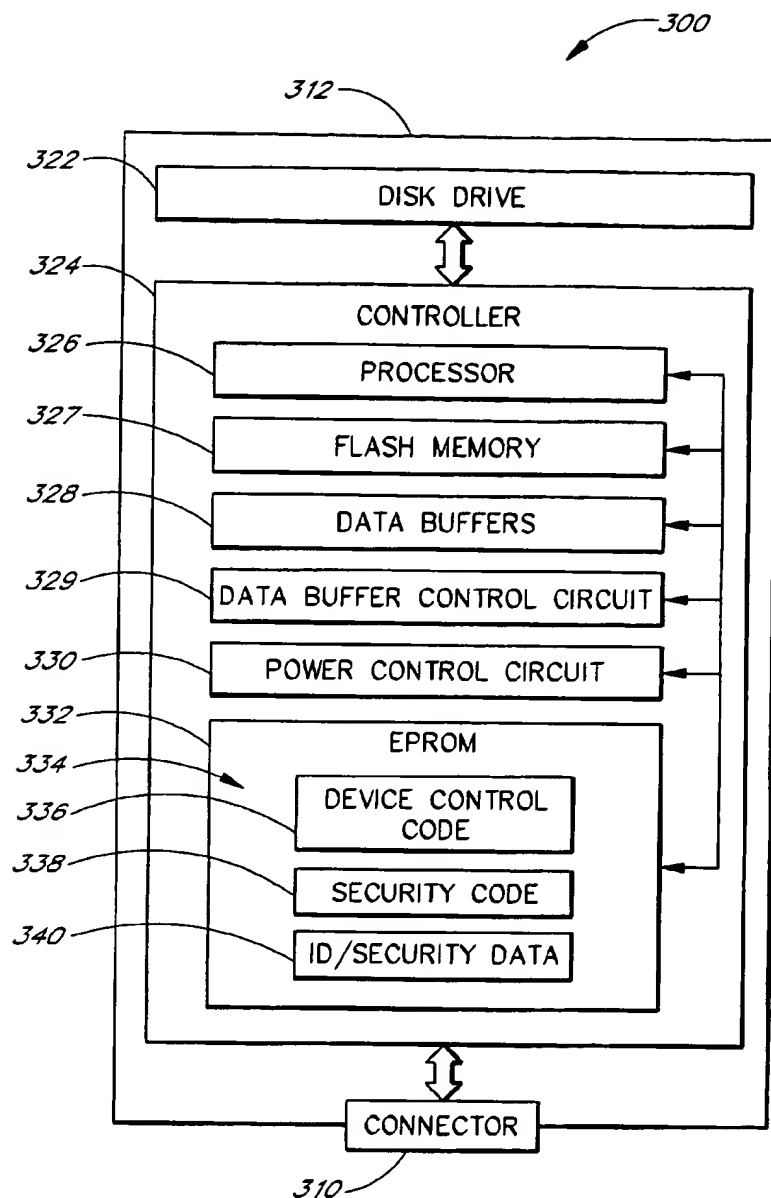 300
312
322
DISK DRIVE
324
CONTROLLER
326
PROCESSOR
327
FLASH MEMORY
328
DATA BUFFERS
329
DATA BUFFER CONTROL CIRCUIT
330
POWER CONTROL CIRCUIT
332
EPROM
334
336
DEVICE CONTROL
CODE
338
SECURITY CODE
340
ID/SECURITY DATA
CONNECTOR
310